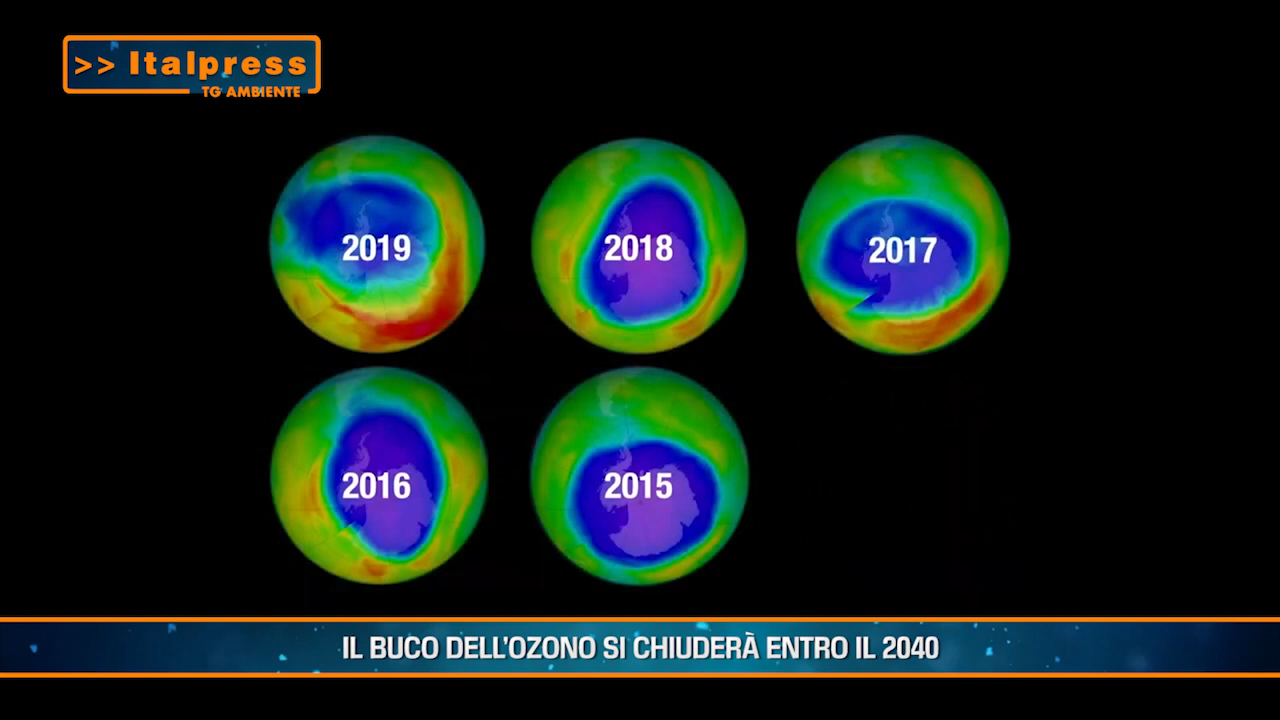 >> Italpress
TG AMBIENTE
2019
2018
2017
2016
2015
IL BUCO DELL'OZONO SI CHIUDERÀ ENTRO IL 2040